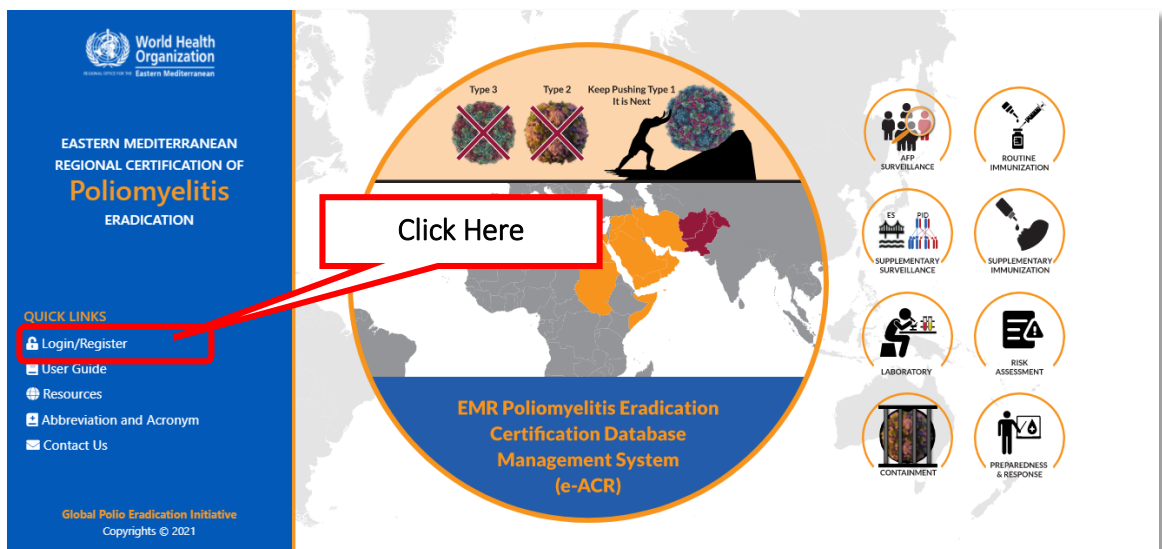 World Health
Organization
REGIONAL OFFICE FOR THE Eastern Mediterranean
EASTERN MEDITERRANEAN
REGIONAL CERTIFICATION OF
Poliomyelitis
ERADICATION
QUICK LINKS
Login/Register
User Guide
Resources
Abbreviation and Acronym
Contact Us
Global Polio Eradication Initiative
Copyrights © 2021
Type 3
Type 2
Keep Pushing Type 1
It is Next
Click Here
EMR Poliomyelitis Eradication
Certification Database
Management System
(e-ACR)
AFP
SURVEILLANCE
ROUTINE
IMMUNIZATION
ES PID
SUPPLEMENTARY
SURVEILLANCE
SUPPLEMENTARY
IMMUNIZATION
LABORATORY
RISK
ASSESSMENT
CONTAINMENT
PREPAREDNESS
& RESPONSE